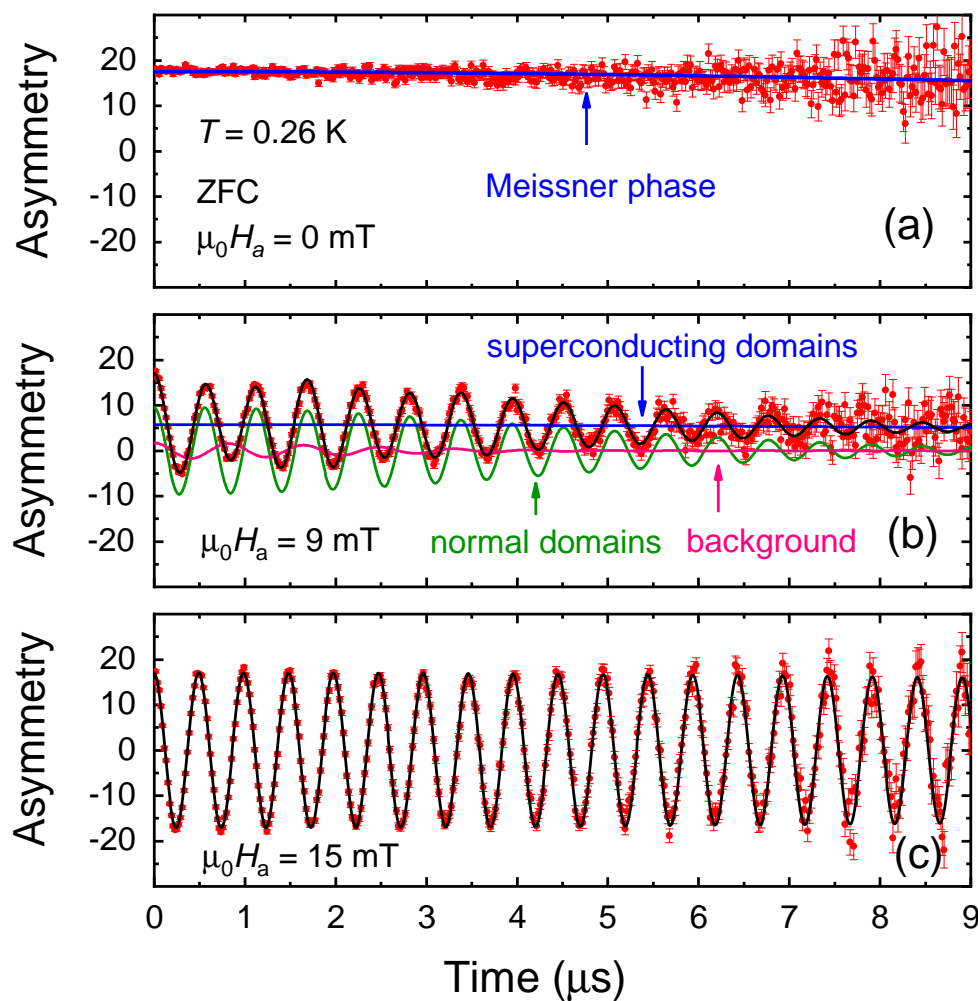 Asymmetry
20
10
0
-10
-20
T = 0.26 K
ZFC
μ₀Hₐ = 0 mT
Meissner phase
(a)
Asymmetry
20
10
0
-10
-20
superconducting domains
μ₀Hₐ = 9 mT
normal domains
background
(b)
Asymmetry
20
10
0
-10
-20
μ₀Hₐ = 15 mT
(c)
0 1 2 3 4 5 6 7 8 9
Time (μs)